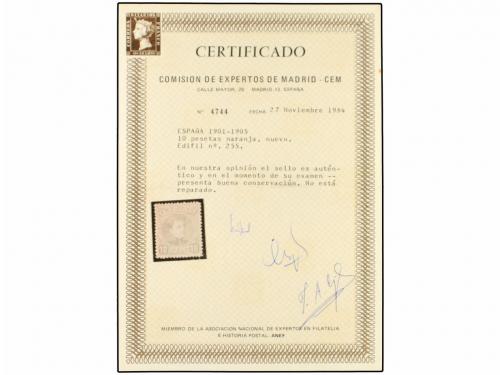 CERTIFICADO
COMISION DE EXPERTOS DE MADRID - CEM
CALLE MAYOR, 28 MADRID-13, ESPAÑA
Nº 4744 FECHA 27 Noviembre 1984
ESPAÑA 1901-1905
10 pesetas naranja, nuevo.
Edifil nº. 255.
En nuestra opinión el sello es autén-
tico y en el momento de su examen --
presenta buena conservación. No está
reparado.
MIEMBRO DE LA ASOCIACION NACIONAL DE EXPERTOS EN FILATELIA
E HISTORIA POSTAL. ANEF